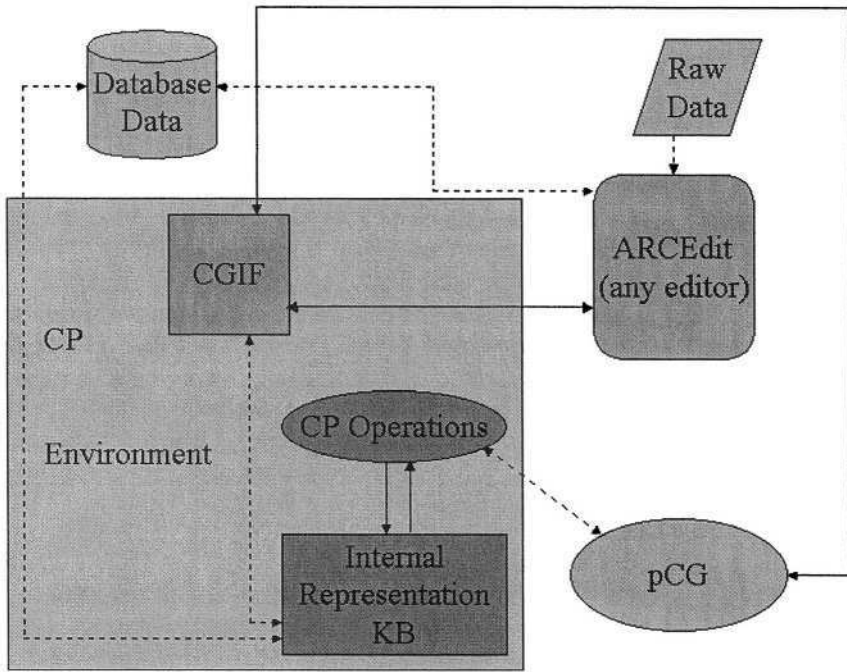 Database
Data
Raw
Data
CGIF
ARCEdit
(any editor)
CP
Environment
CP Operations
Internal
Representation
KB
pCG